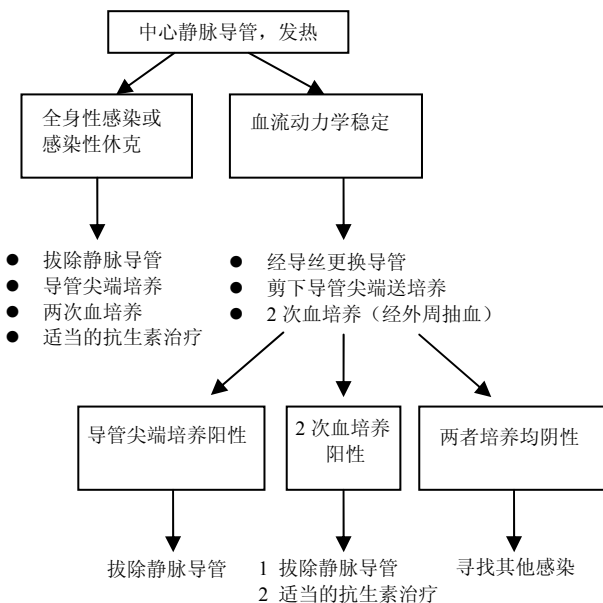 中心静脉导管，发热
全身性感染或
感染性休克
血流动力学稳定
● 拔除静脉导管
● 导管尖端培养
● 两次血培养
● 适当的抗生素治疗
● 经导丝更换导管
● 剪下导管尖端送培养
● 2 次血培养（经外周抽血）
导管尖端培养阳性
2 次血培养
阳性
两者培养均阴性
拔除静脉导管
1 拔除静脉导管
2 适当的抗生素治疗
寻找其他感染